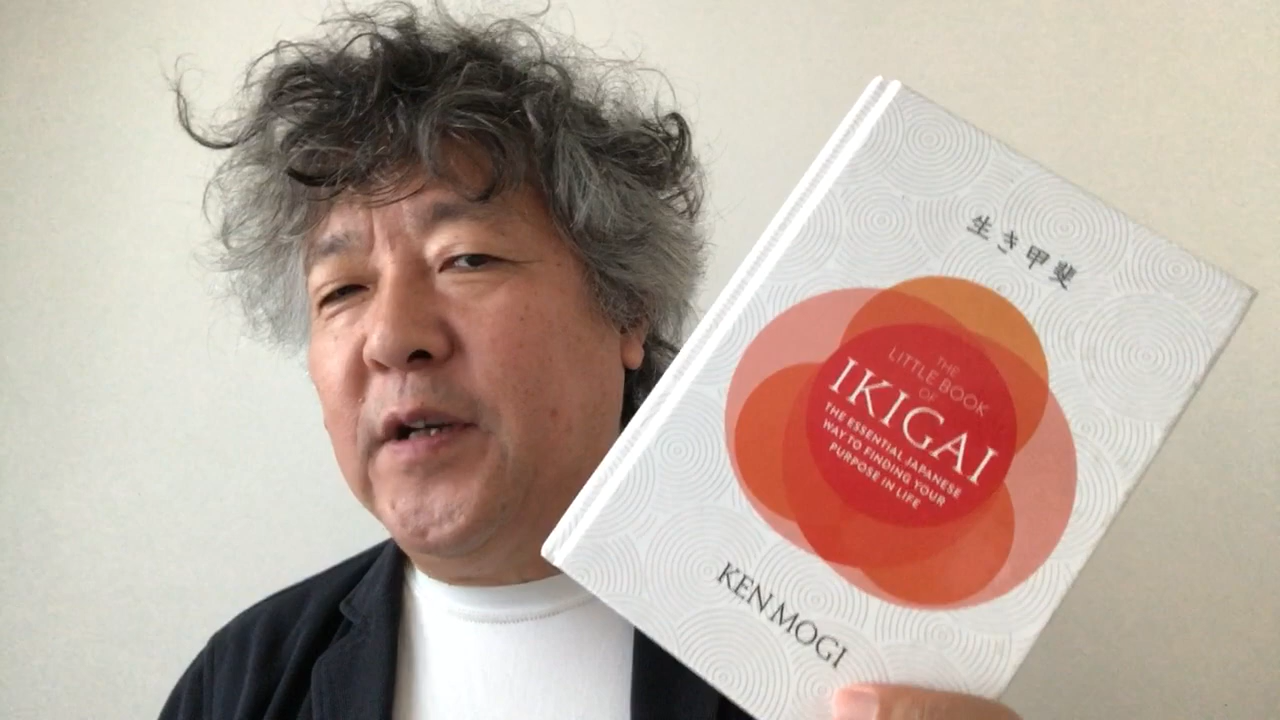 生き甲斐
THE
LITTLE BOOK
OF
IKIGAI
THE ESSENTIAL JAPANESE
WAY TO FINDING YOUR
PURPOSE IN LIFE
KEN MOGI